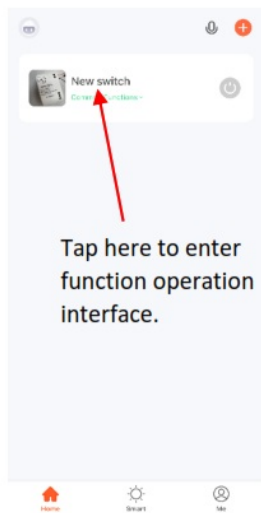 New switch
Tap here to enter
function operation
interface.
Home
Smart
Me